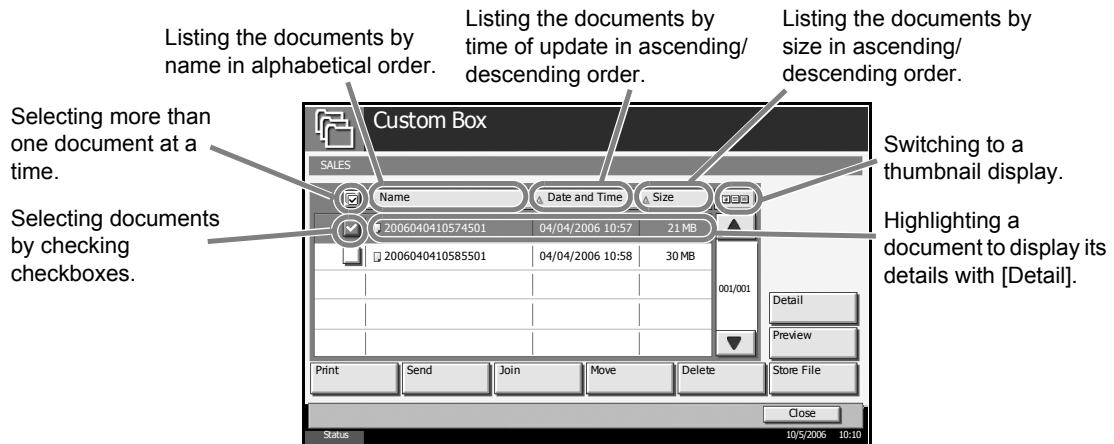 Listing the documents by
name in alphabetical order.
Listing the documents by
time of update in ascending/
descending order.
Listing the documents by
size in ascending/
descending order.
Selecting more than
one document at a
time.
Selecting documents
by checking
checkboxes.
Switching to a
thumbnail display.
Highlighting a
document to display its
details with [Detail].
Custom Box
SALES
Name Date and Time Size
2006040410574501 04/04/2006 10:57 21 MB
2006040410585501 04/04/2006 10:58 30 MB
001/001
Detail
Preview
Print Send Join Move Delete Store File
Close
Status 10/5/2006 10:10